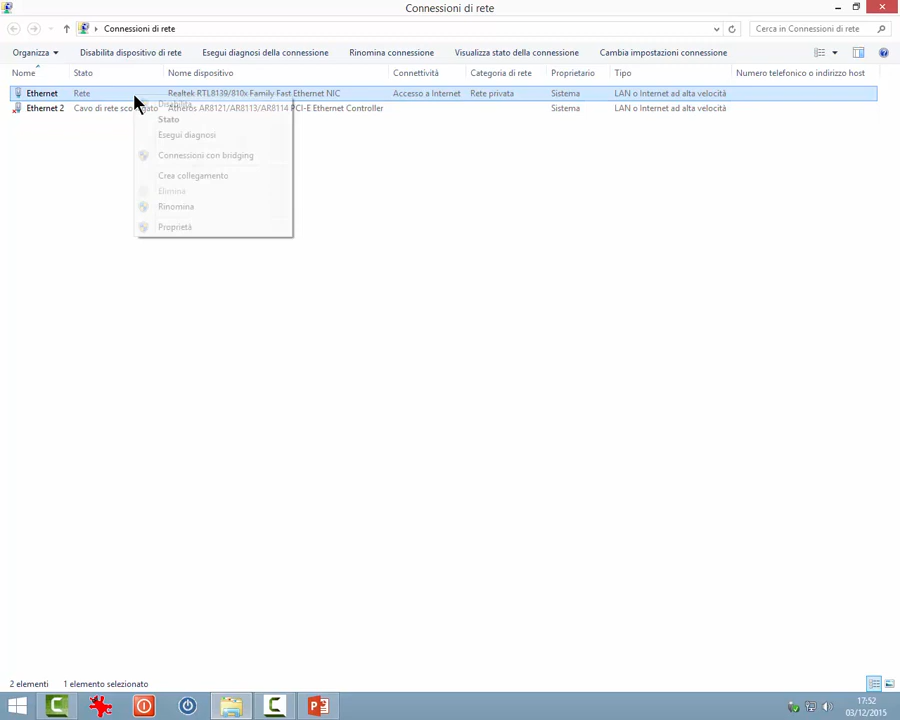 Connessioni di rete
Connessioni di rete
Cerca in Connessioni di rete
Organizza Disabilita dispositivo di rete Esegui diagnosi della connessione Rinomina connessione Visualizza stato della connessione Cambia impostazioni connessione
Nome Stato Nome dispositivo Connettività Categoria di rete Proprietario Tipo Numero telefonico o indirizzo host
Ethernet Rete Realtek RTL8139/810x Family Fast Ethernet NIC Accesso a Internet Rete privata Sistema LAN o Internet ad alta velocità
Ethernet 2 Cavo di rete scollegato Atheros AR8121/AR8113/AR8114 PCI-E Ethernet Controller Sistema LAN o Internet ad alta velocità
Disabilita
Stato
Esegui diagnosi
Connessioni con bridging
Crea collegamento
Elimina
Rinomina
Proprietà
2 elementi 1 elemento selezionato
17:52
03/12/2015